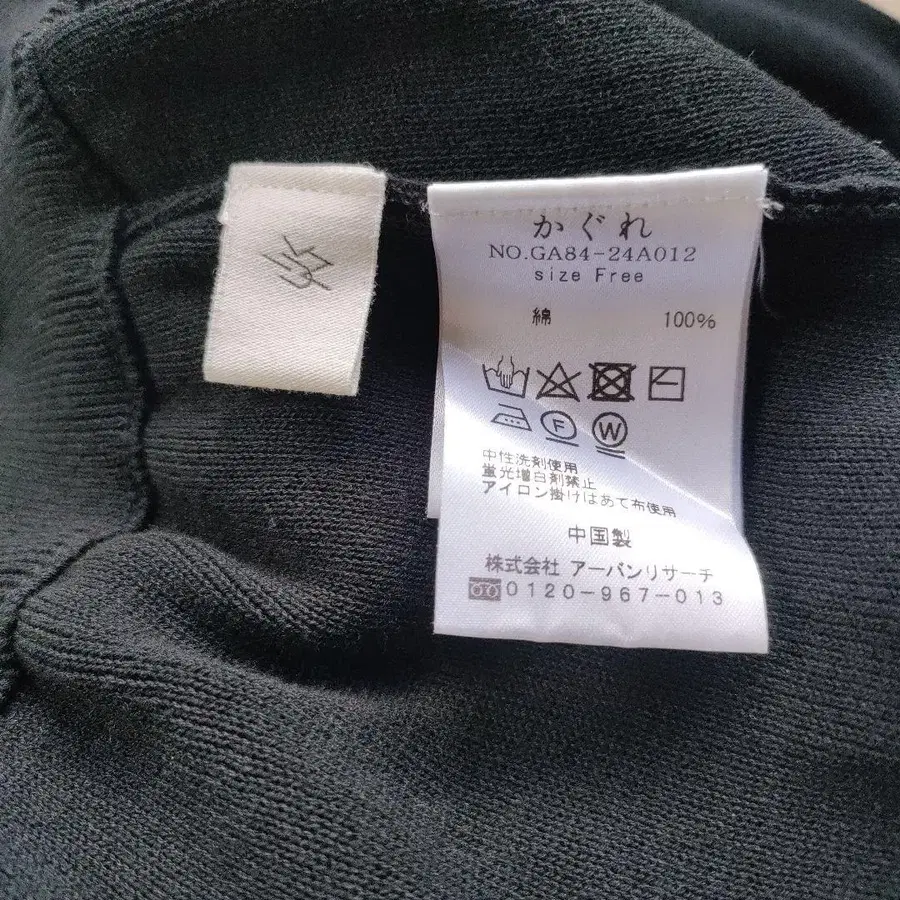 かぐれ
NO.GA84-24A012
size Free
綿 100%
F W
中性洗剤使用
蛍光増白剤禁止
アイロン掛けはあて布使用
中国製
株式会社 アーバンリサーチ
0120-967-013